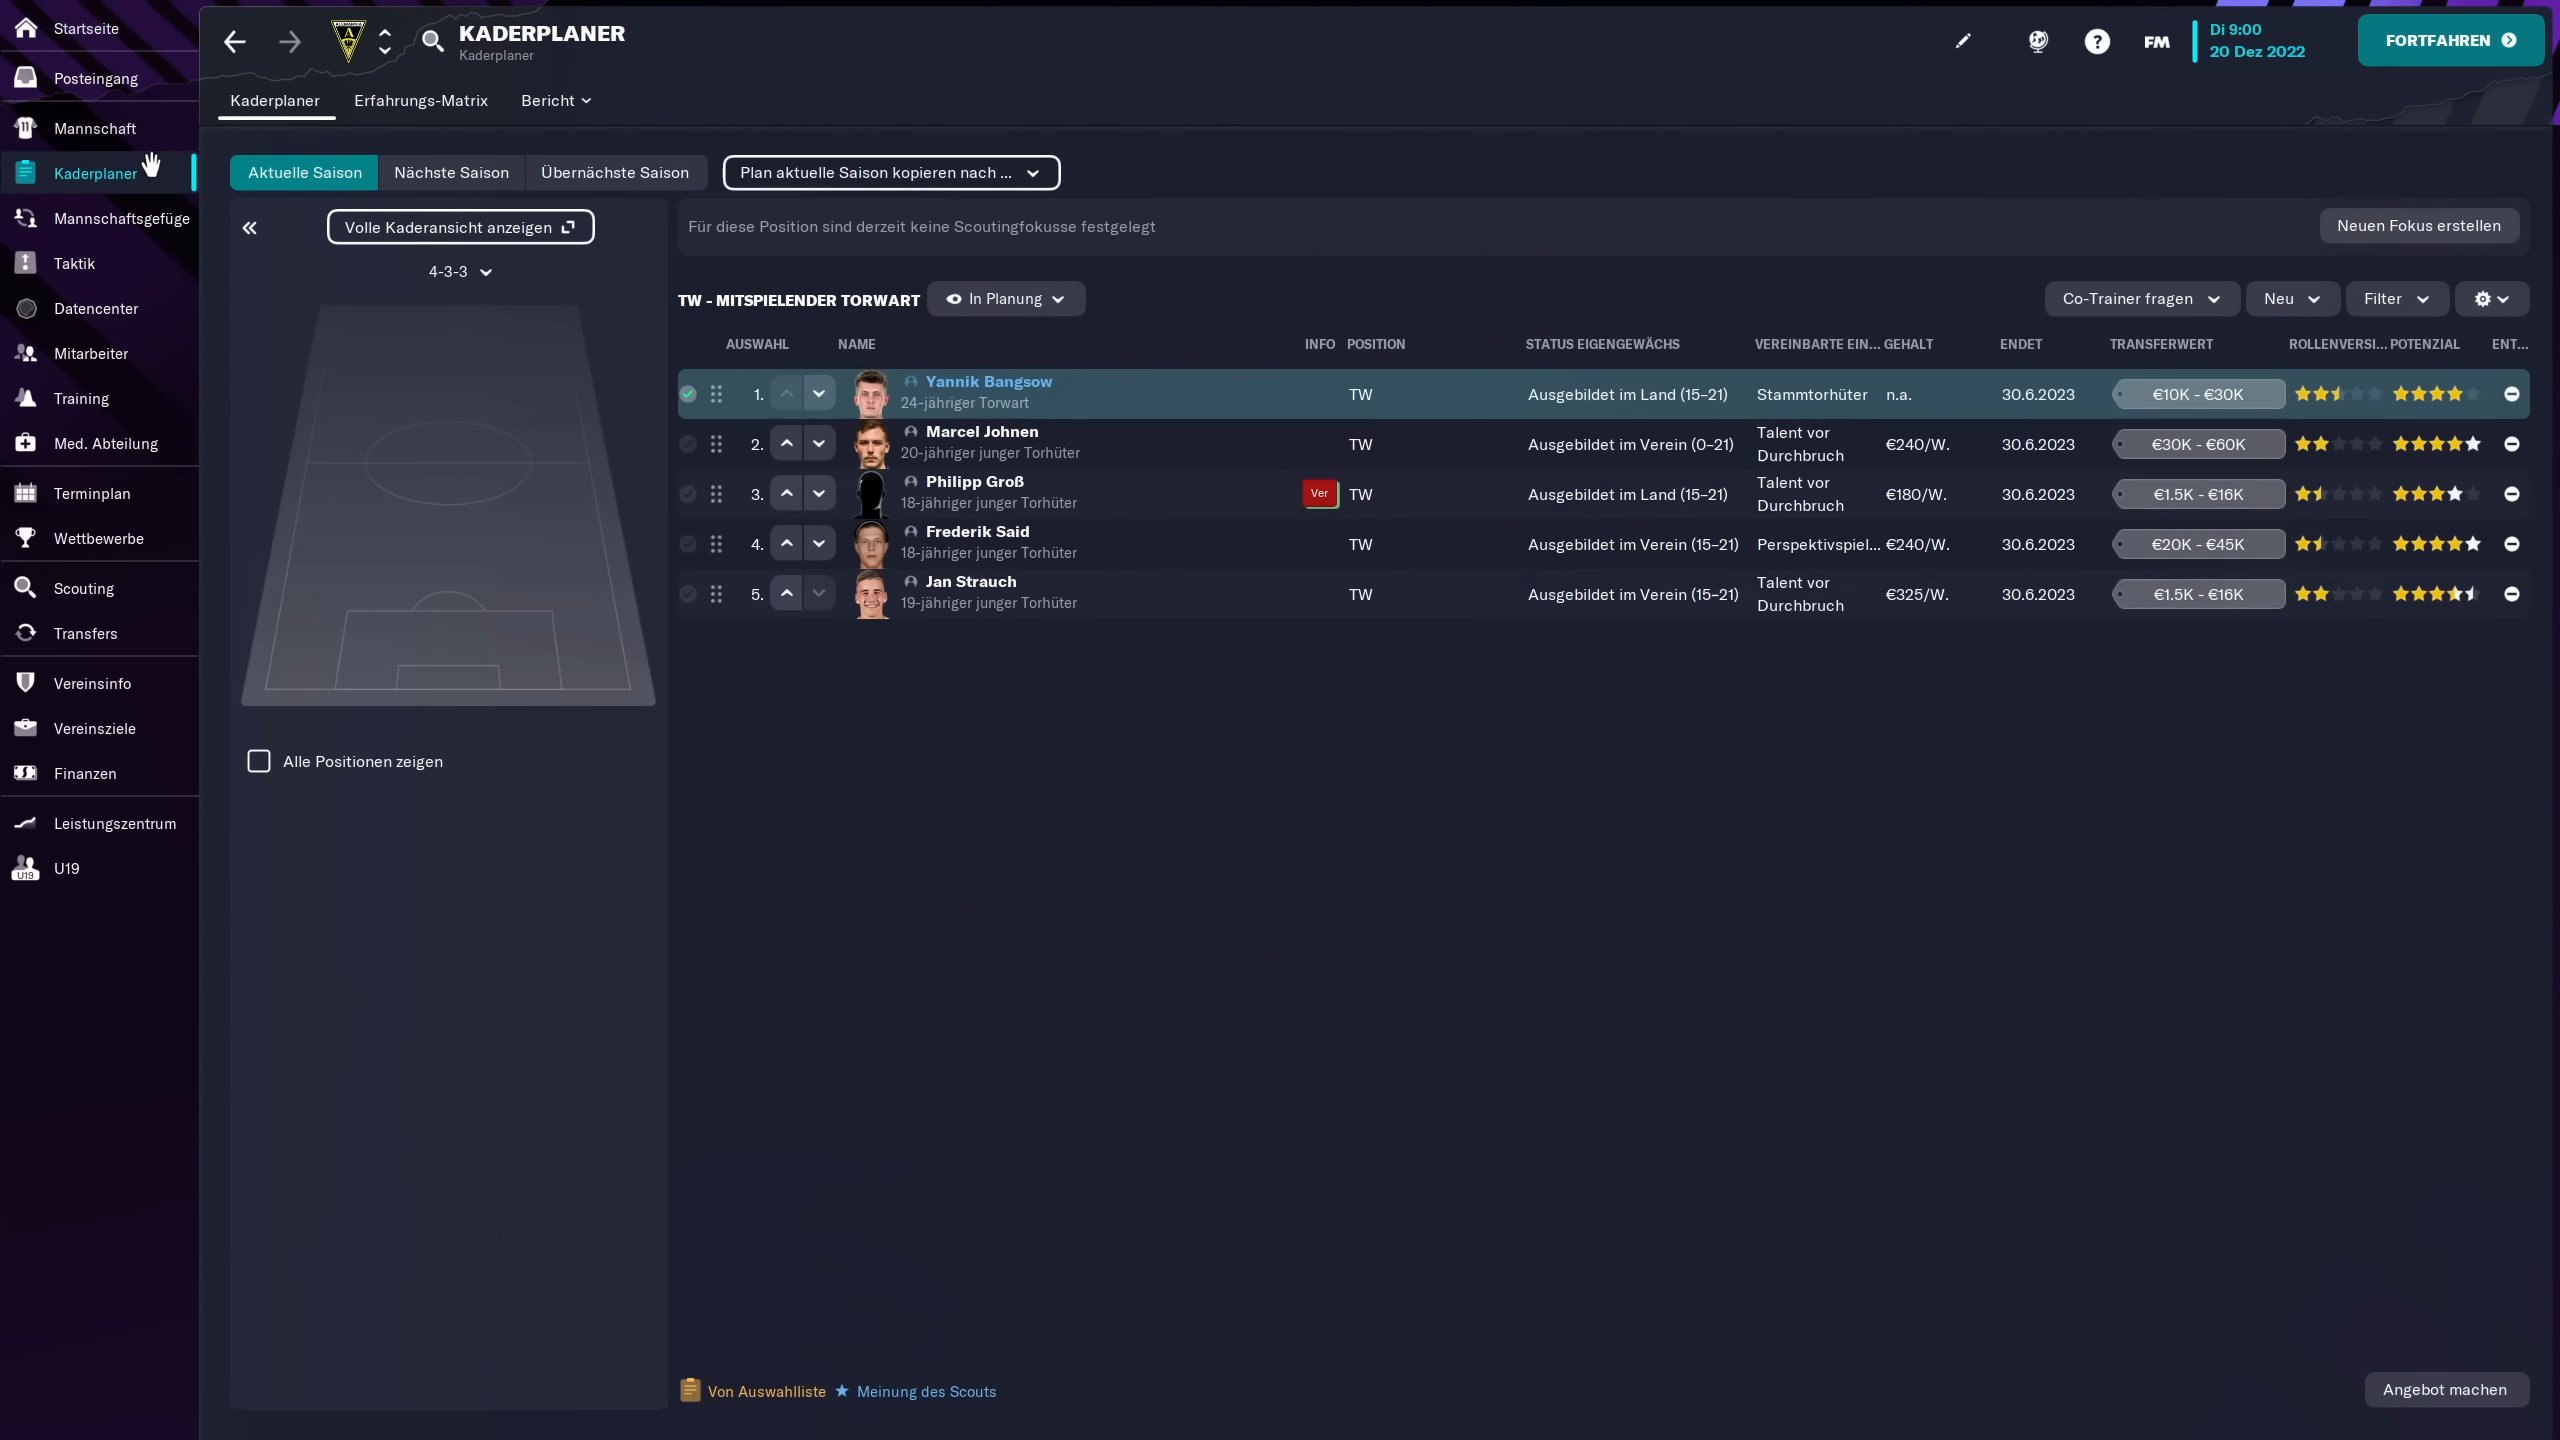 Startseite
Posteingang
Mannschaft
Kaderplaner
Mannschaftsgefüge
Taktik
Datencenter
Mitarbeiter
Training
Med. Abteilung
Terminplan
Wettbewerbe
Scouting
Transfers
Vereinsinfo
Vereinsziele
Finanzen
Leistungszentrum
U19
U19
11
A
KADERPLANER
Kaderplaner
? FM
Di 9:00
20 Dez 2022
FORTFAHREN
Kaderplaner Erfahrungs-Matrix Bericht
Aktuelle Saison Nächste Saison Übernächste Saison Plan aktuelle Saison kopieren nach ...
Volle Kaderansicht anzeigen
4-3-3
Alle Positionen zeigen
Für diese Position sind derzeit keine Scoutingfokusse festgelegt
Neuen Fokus erstellen
TW - MITSPIELENDER TORWART In Planung Co-Trainer fragen Neu Filter
AUSWAHL NAME INFO POSITION STATUS EIGENGEWÄCHS VEREINBARTE EIN... GEHALT ENDET TRANSFERWERT ROLLENVERSI... POTENZIAL ENT...
1. Yannik Bangsow TW Ausgebildet im Land (15-21) Stammtorhüter n.a. 30.6.2023 €10K - €30K
24-jähriger Torwart
2. Marcel Johnen TW Ausgebildet im Verein (0-21) Talent vor Durchbruch €240/W. 30.6.2023 €30K - €60K
20-jähriger junger Torhüter
3. Philipp Groß Ver TW Ausgebildet im Land (15-21) Talent vor Durchbruch €180/W. 30.6.2023 €1.5K - €16K
18-jähriger junger Torhüter
4. Frederik Said TW Ausgebildet im Verein (15-21) Perspektivspiel... €240/W. 30.6.2023 €20K - €45K
18-jähriger junger Torhüter
5. Jan Strauch TW Ausgebildet im Verein (15-21) Talent vor Durchbruch €325/W. 30.6.2023 €1.5K - €16K
19-jähriger junger Torhüter
Von Auswahlliste Meinung des Scouts
Angebot machen